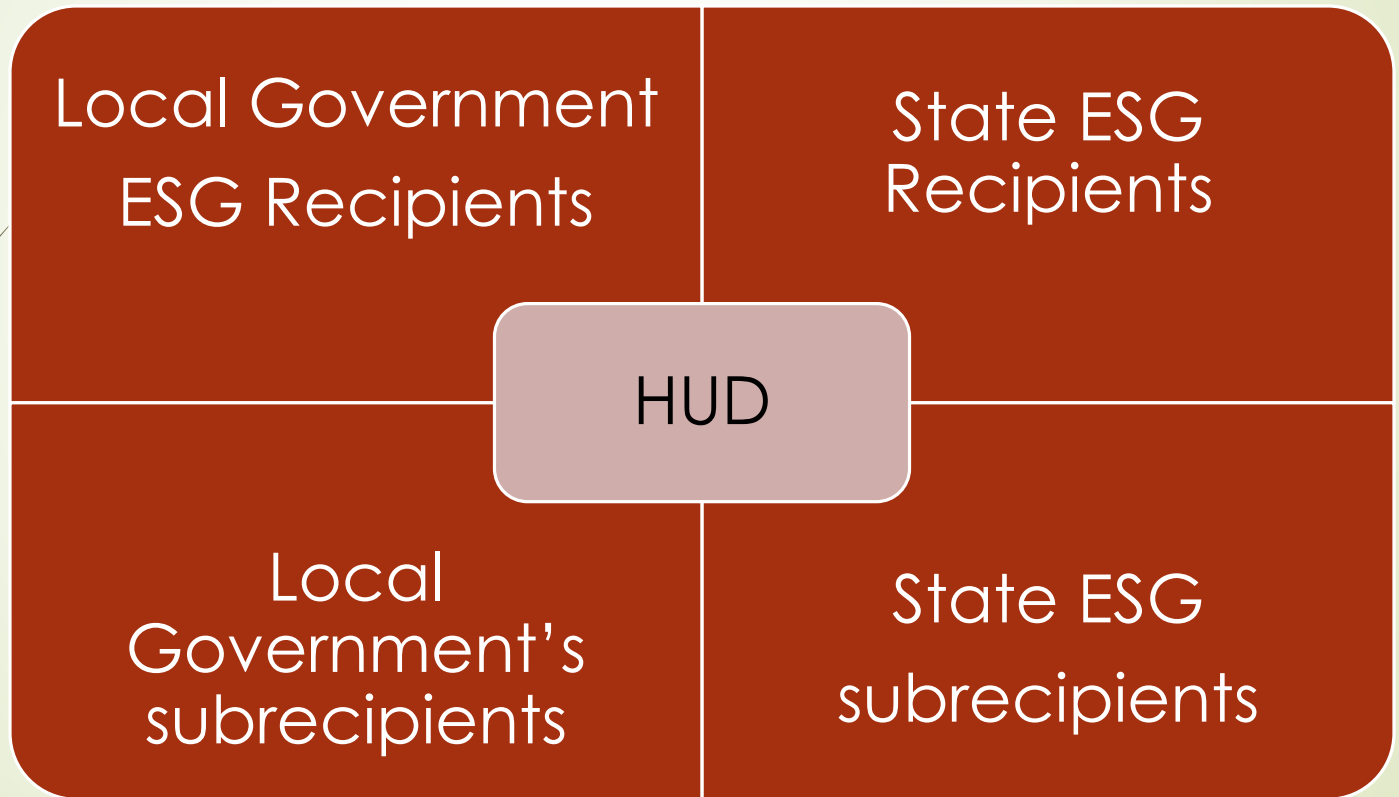 Local Government
ESG Recipients
State ESG
Recipients
HUD
Local
Government’s
subrecipients
State ESG
subrecipients